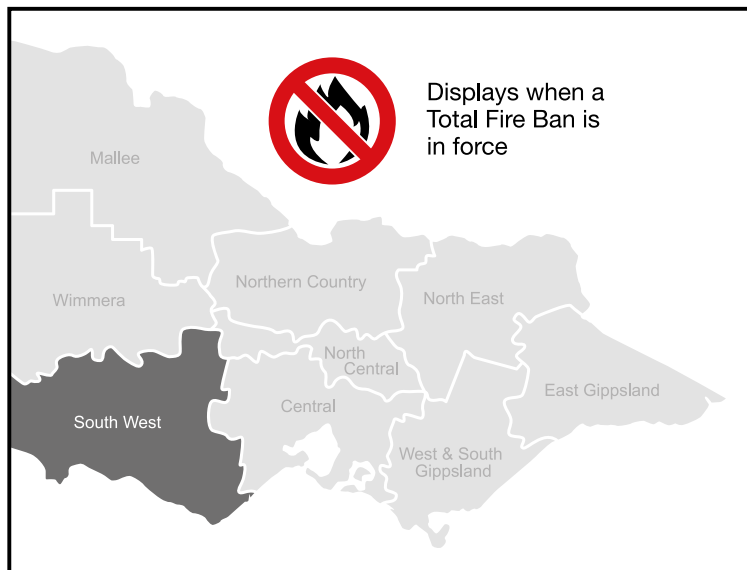 Displays when a
Total Fire Ban is
in force
Mallee
Wimmera
Northern Country
North East
North
Central
East Gippsland
South West
Central
West & South
Gippsland